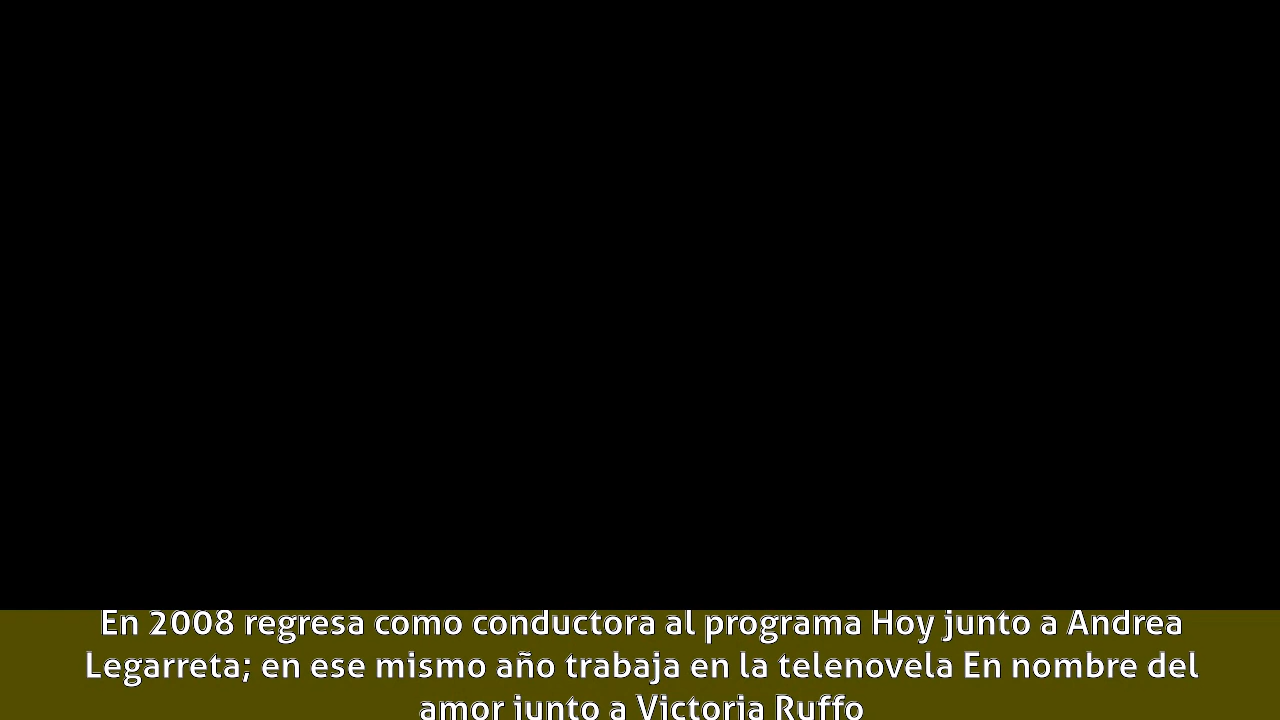 En 2008 regresa como conductora al programa Hoy junto a Andrea
Legarreta; en ese mismo año trabaja en la telenovela En nombre del
amor junto a Victoria Ruffo